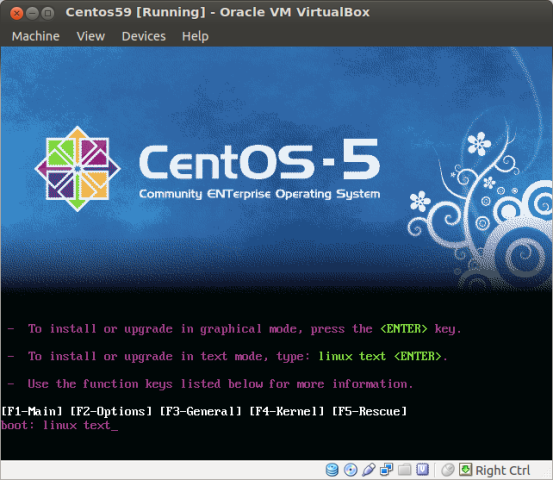 Centos59 [Running] - Oracle VM VirtualBox
Machine View Devices Help
CentOS-5
Community ENTerprise Operating System
- To install or upgrade in graphical mode, press the <ENTER> key.
- To install or upgrade in text mode, type: linux text <ENTER>.
- Use the function keys listed below for more information.
[F1-Main] [F2-Options] [F3-General] [F4-Kernel] [F5-Rescue]
boot: linux text_
Right Ctrl